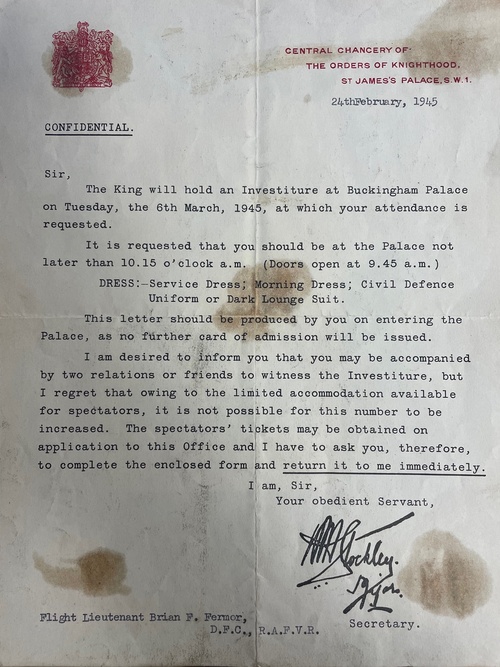 CENTRAL CHANCERY OF
THE ORDERS OF KNIGHTHOOD,
ST JAMES'S PALACE, S.W.1.
24thFebruary, 1945
CONFIDENTIAL.
Sir,
The King will hold an Investiture at Buckingham Palace
on Tuesday, the 6th March, 1945, at which your attendance is
requested.
It is requested that you should be at the Palace not
later than 10.15 o'clock a.m. (Doors open at 9.45 a.m.)
DRESS:—Service Dress; Morning Dress; Civil Defence
Uniform or Dark Lounge Suit.
This letter should be produced by you on entering the
Palace, as no further card of admission will be issued.
I am desired to inform you that you may be accompanied
by two relations or friends to witness the Investiture, but
I regret that owing to the limited accommodation available
for spectators, it is not possible for this number to be
increased. The spectators' tickets may be obtained on
application to this Office and I have to ask you, therefore,
to complete the enclosed form and return it to me immediately.
I am, Sir,
Your obedient Servant,
Stockley.
Major.
Secretary.
Flight Lieutenant Brian F. Fermor,
D.F.C., R.A.F.V.R.